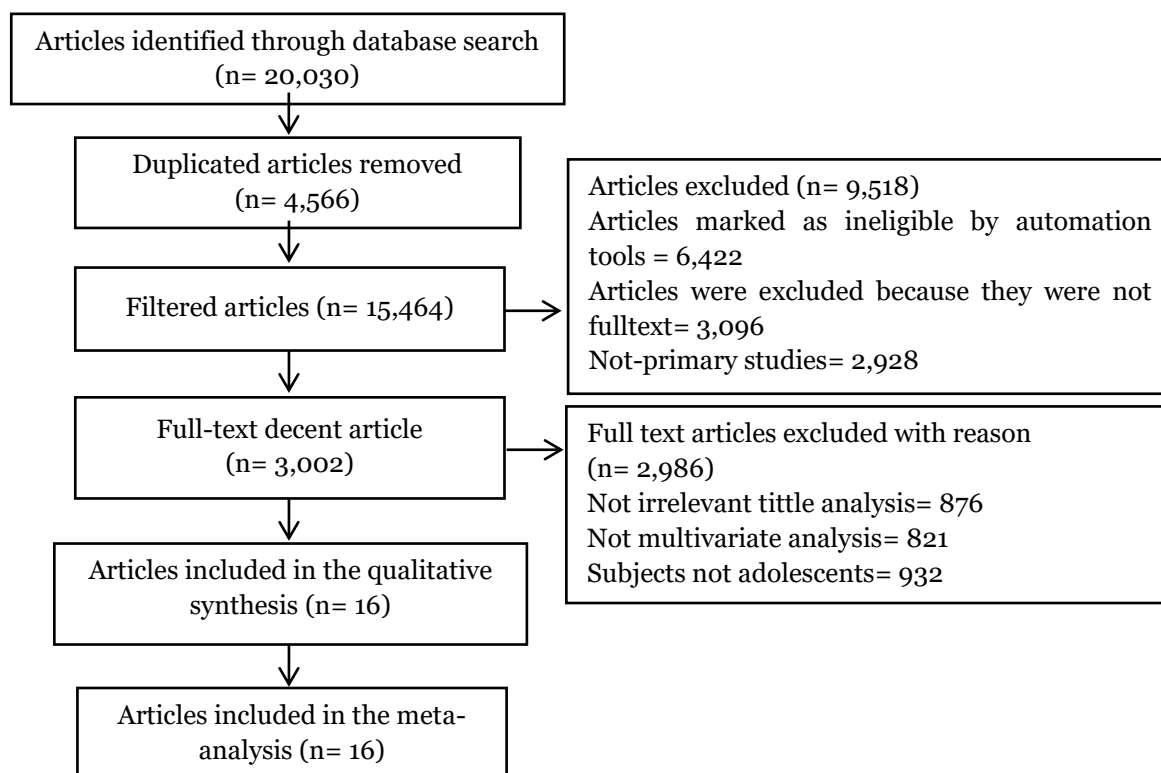 Articles identified through database search
(n= 20,030)
Duplicated articles removed
(n= 4,566)
Filtered articles (n= 15,464)
Articles excluded (n= 9,518)
Articles marked as ineligible by automation
tools = 6,422
Articles were excluded because they were not
fulltext= 3,096
Not-primary studies= 2,928
Full-text decent article
(n= 3,002)
Full text articles excluded with reason
(n= 2,986)
Not irrelevant tittle analysis= 876
Not multivariate analysis= 821
Subjects not adolescents= 932
Articles included in the qualitative
synthesis (n= 16)
Articles included in the meta-
analysis (n= 16)